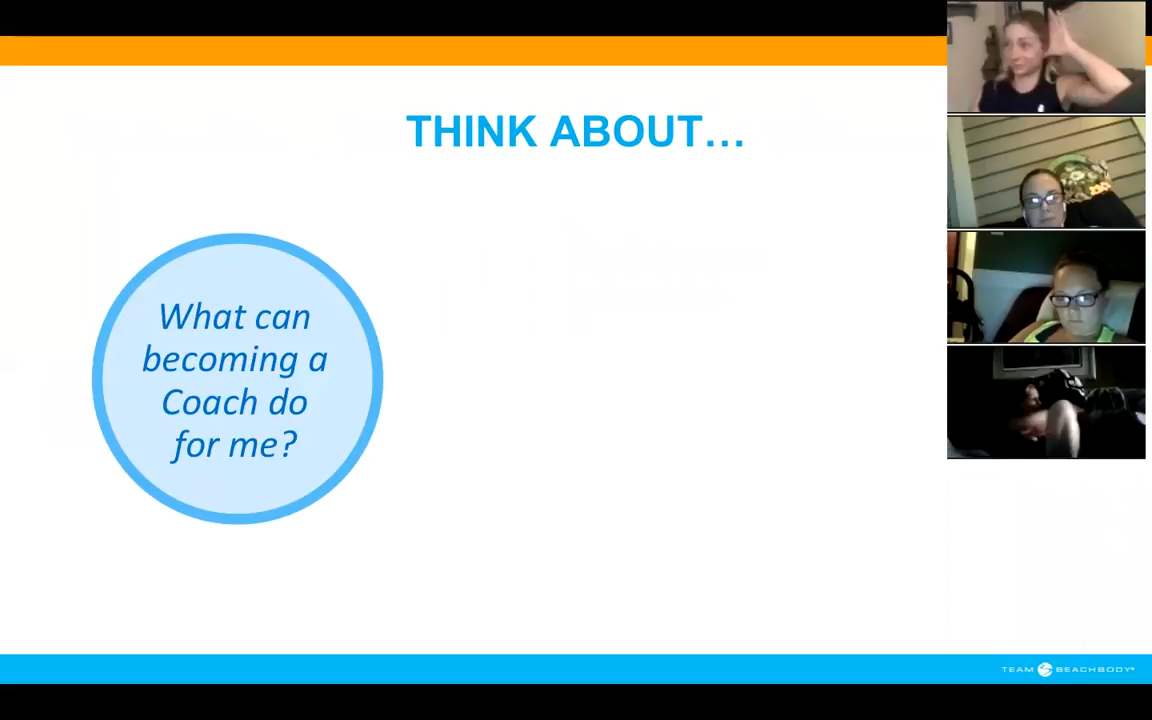 THINK ABOUT...
What can
becoming a
Coach do
for me?
TEAM BEACHBODY®